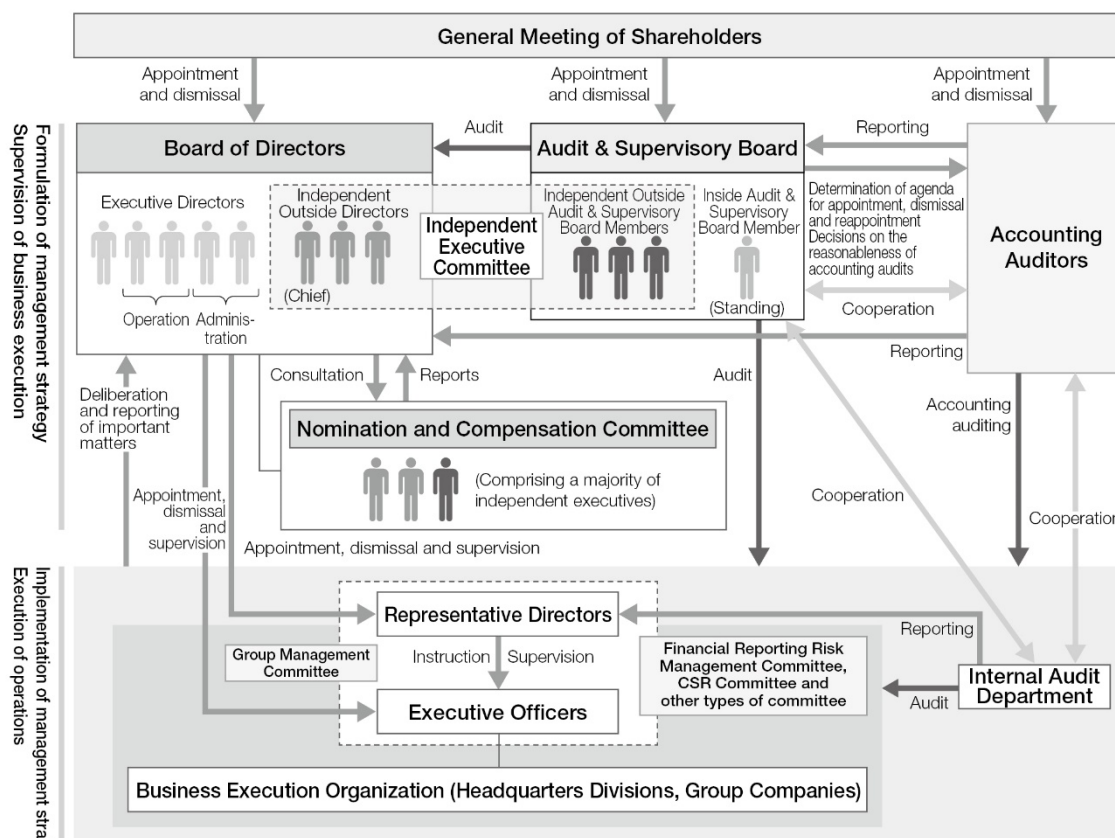 General Meeting of Shareholders
Appointment
and dismissal
Appointment
and dismissal
Appointment
and dismissal
Formulation of management strategy
Supervision of business execution
Board of Directors
Audit
Audit & Supervisory Board
Reporting
Accounting
Auditors
Executive Directors
Operation
Adminis-
tration
Independent
Outside Directors
(Chief)
Independent
Executive
Committee
Independent Outside
Audit & Supervisory
Board Members
Inside Audit &
Supervisory
Board Member
(Standing)
Determination of agenda
for appointment, dismissal
and reappointment
Decisions on the
reasonableness of
accounting audits
Cooperation
Reporting
Deliberation
and reporting
of important
matters
Consultation
Reports
Audit
Accounting
auditing
Nomination and Compensation Committee
(Comprising a majority of
independent executives)
Cooperation
Cooperation
Appointment,
dismissal
and
supervision
Appointment, dismissal and supervision
Implementation of management stra
Execution of operations
Representative Directors
Reporting
Group Management
Committee
Instruction
Supervision
Financial Reporting Risk
Management Committee,
CSR Committee and
other types of committee
Internal Audit
Department
Audit
Executive Officers
Business Execution Organization (Headquarters Divisions, Group Companies)